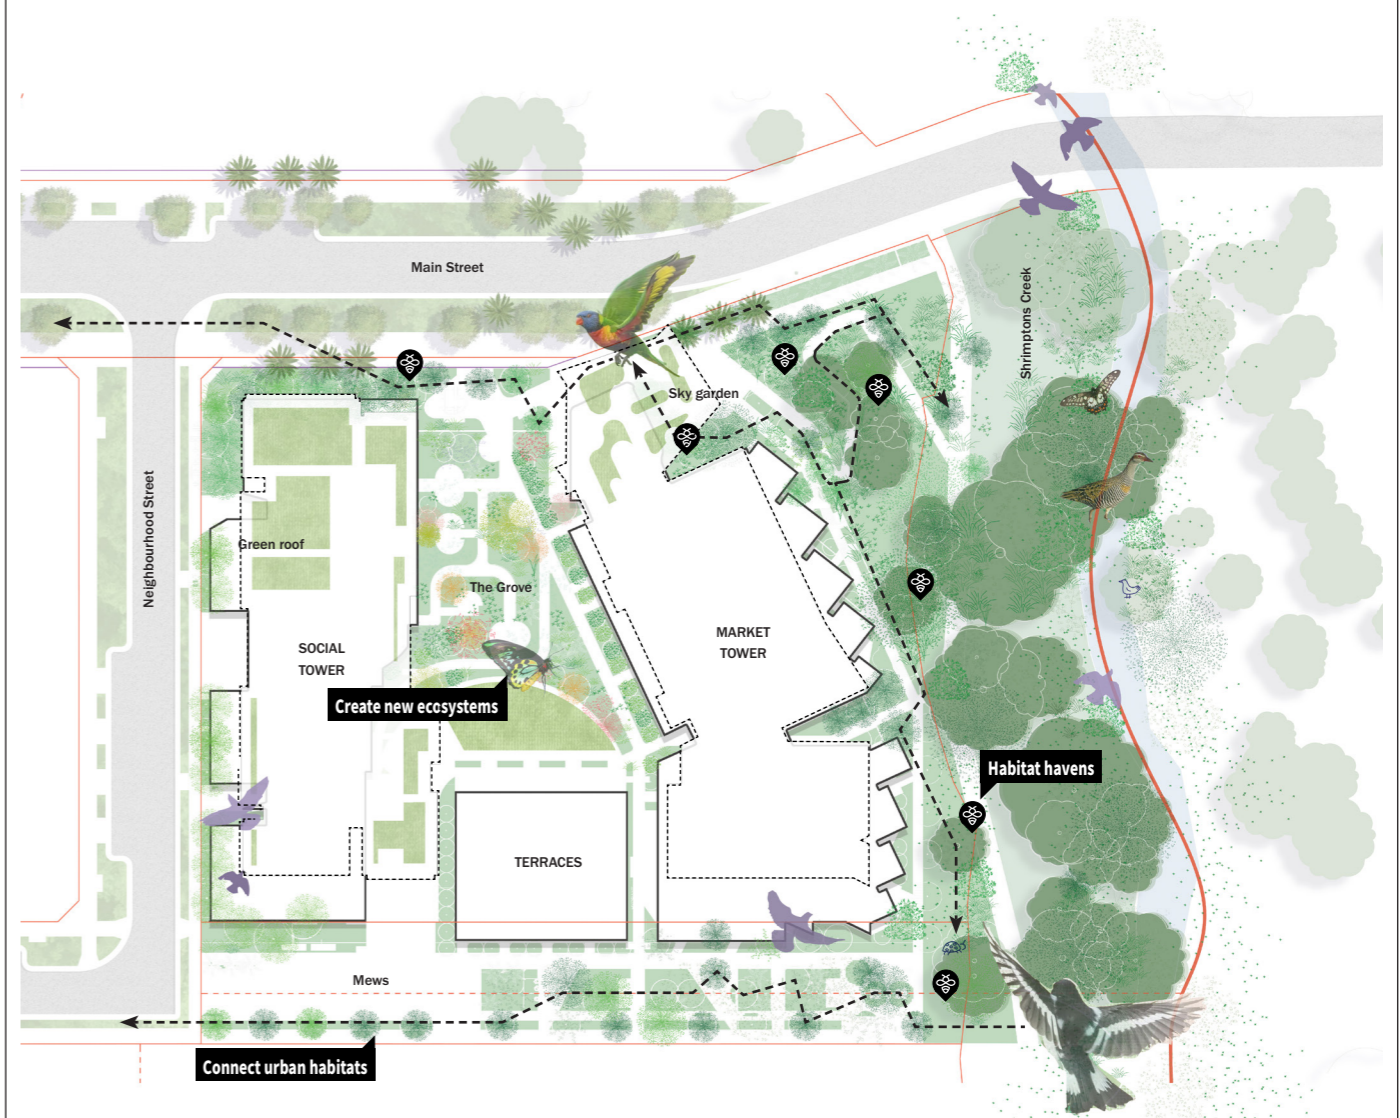 Main Street
Shrimptons Creek
Sky garden
Neighbourhood Street
Green roof
The Grove
SOCIAL
TOWER
MARKET
TOWER
Create new ecosystems
Habitat havens
TERRACES
Mews
Connect urban habitats